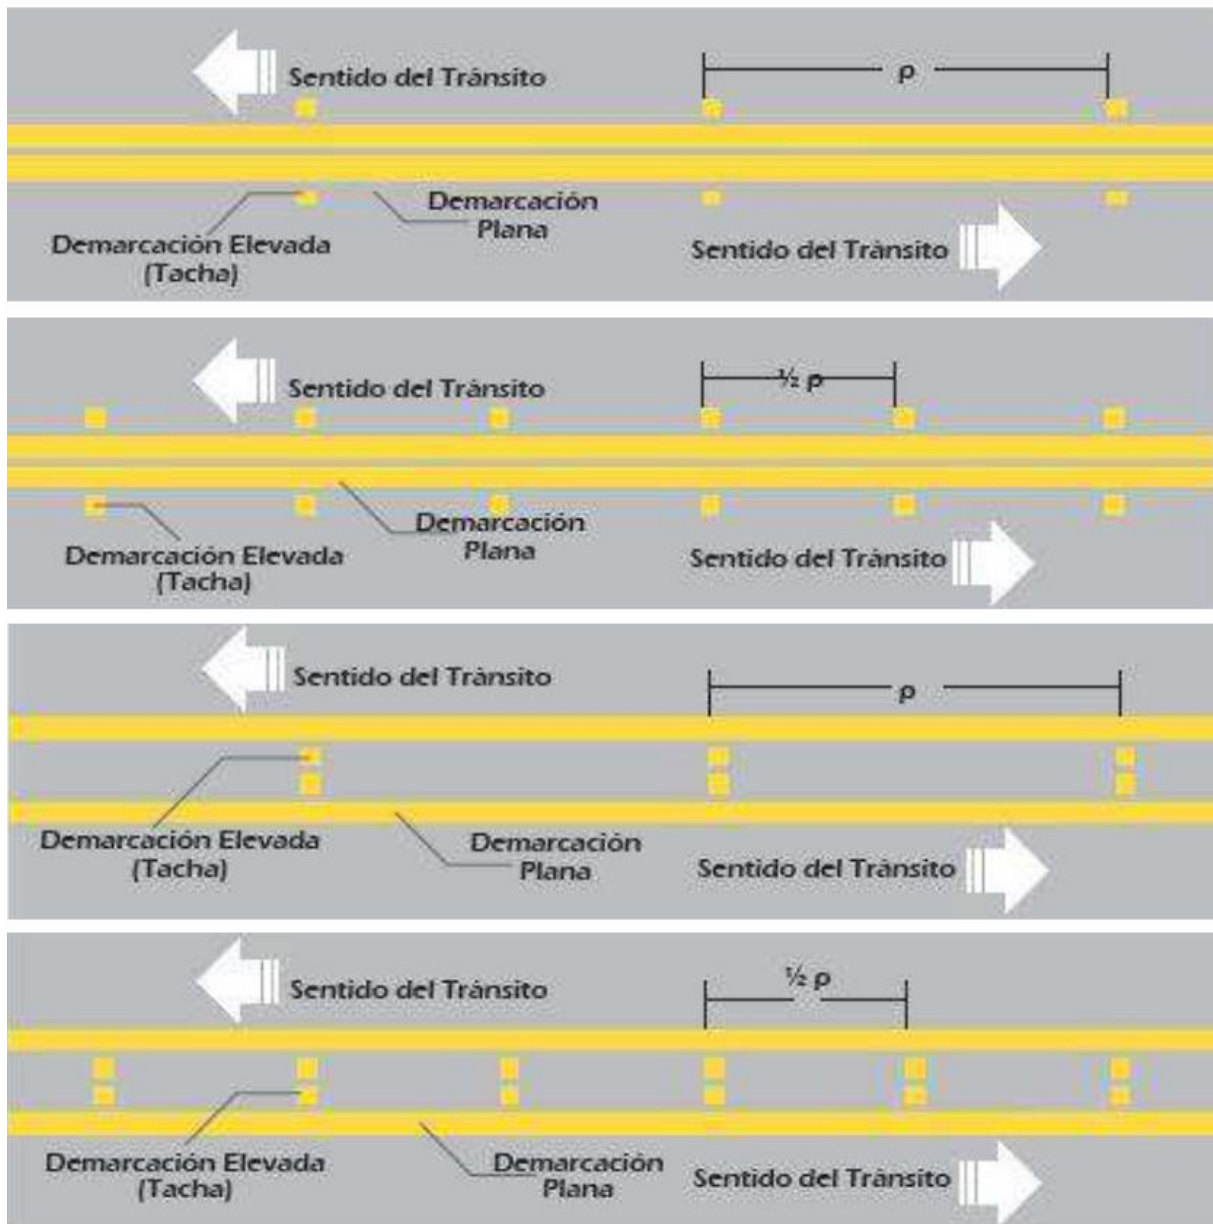 Sentido del Tránsito
ρ
Demarcación
Plana
Demarcación Elevada
(Tacha)
Sentido del Tránsito
Sentido del Tránsito
½ ρ
Demarcación
Plana
Demarcación Elevada
(Tacha)
Sentido del Tránsito
Sentido del Tránsito
ρ
Demarcación Elevada
(Tacha)
Demarcación
Plana
Sentido del Tránsito
Sentido del Tránsito
½ ρ
Demarcación Elevada
(Tacha)
Demarcación
Plana
Sentido del Tránsito